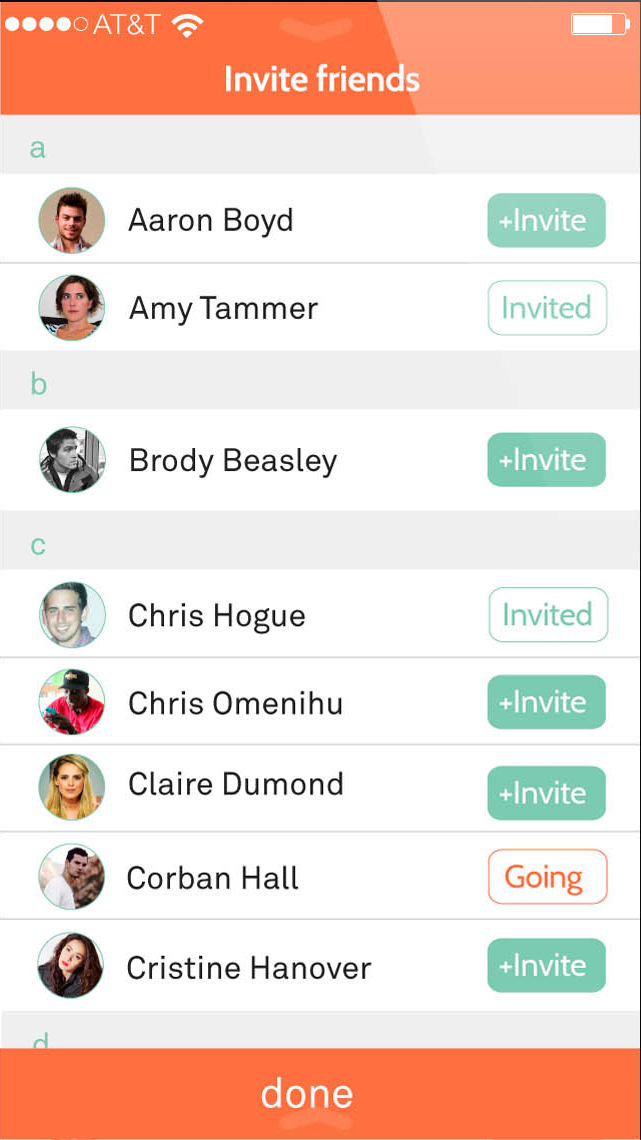 AT&T
Invite friends
a
Aaron Boyd +Invite
Amy Tammer Invited
b
Brody Beasley +Invite
c
Chris Hogue Invited
Chris Omenihu +Invite
Claire Dumond +Invite
Corban Hall Going
Cristine Hanover +Invite
d
done